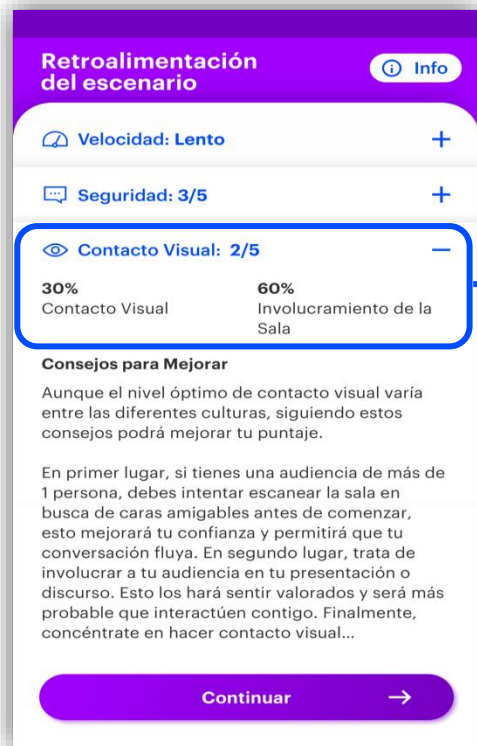 Retroalimentación
del escenario
Info
Velocidad: Lento
Seguridad: 3/5
Contacto Visual: 2/5
30%
Contacto Visual
60%
Involucramiento de la
Sala
Consejos para Mejorar
Aunque el nivel óptimo de contacto visual varía
entre las diferentes culturas, siguiendo estos
consejos podrá mejorar tu puntaje.
En primer lugar, si tienes una audiencia de más de
1 persona, debes intentar escanear la sala en
busca de caras amigables antes de comenzar,
esto mejorará tu confianza y permitirá que tu
conversación fluya. En segundo lugar, trata de
involucrar a tu audiencia en tu presentación o
discurso. Esto los hará sentir valorados y será más
probable que interactúen contigo. Finalmente,
concéntrate en hacer contacto visual...
Continuar